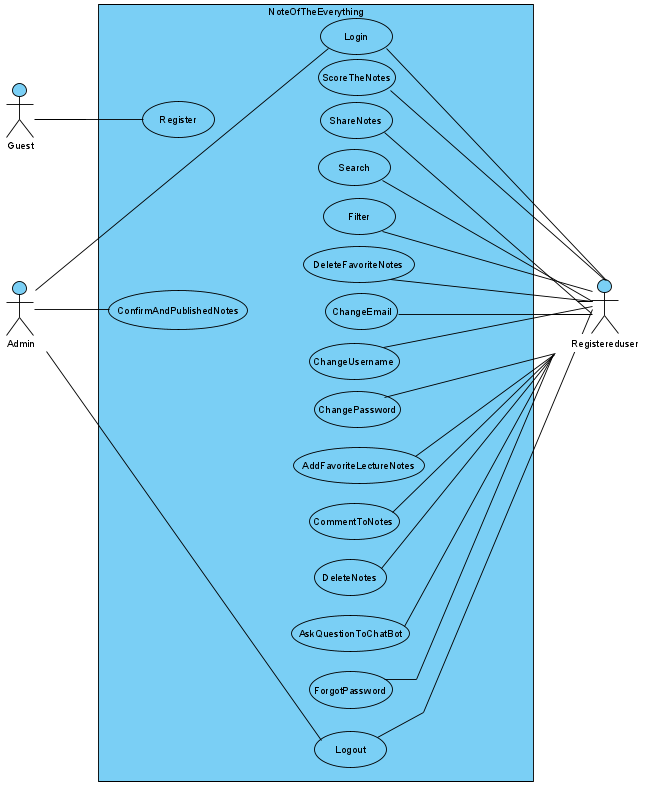 NoteOfTheEverything
Login
ScoreTheNotes
Register
ShareNotes
Guest
Search
Filter
DeleteFavoriteNotes
ConfirmAndPublishedNotes
ChangeEmail
Admin
Registereduser
ChangeUsername
ChangePassword
AddFavoriteLectureNotes
CommentToNotes
DeleteNotes
AskQuestionToChatBot
ForgotPassword
Logout